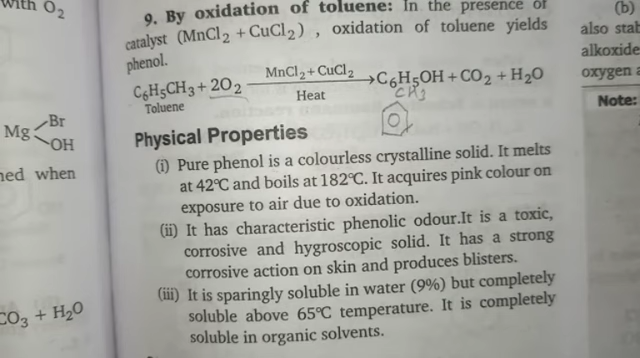 with O₂
Mg
Br
OH
ned when
CO₃ + H₂O
9. By oxidation of toluene: In the presence of
catalyst (MnCl₂ + CuCl₂) , oxidation of toluene yields
phenol.
C₆H₅CH₃ + 2O₂ MnCl₂ + CuCl₂ → C₆H₅OH + CO₂ + H₂O
Toluene Heat
CH₃
Physical Properties
(i) Pure phenol is a colourless crystalline solid. It melts
at 42°C and boils at 182°C. It acquires pink colour on
exposure to air due to oxidation.
(ii) It has characteristic phenolic odour.It is a toxic,
corrosive and hygroscopic solid. It has a strong
corrosive action on skin and produces blisters.
(iii) It is sparingly soluble in water (9%) but completely
soluble above 65°C temperature. It is completely
soluble in organic solvents.
(b)
also stab
alkoxide
oxygen a
Note: